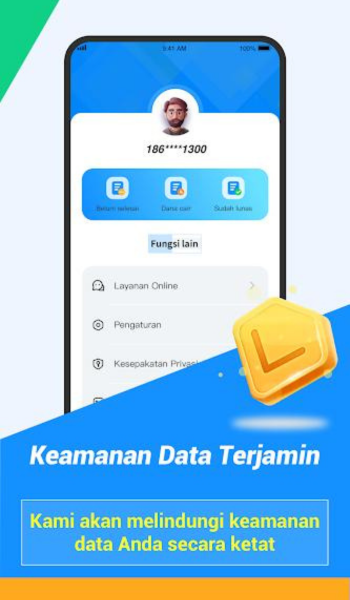 9:41 AM
100%
186****1300
Belum selesai
Dana cair
Sudah lunas
Fungsi lain
Layanan Online
Pengaturan
Kesepakatan Privasi
Keamanan Data Terjamin
Kami akan melindungi keamanan
data Anda secara ketat